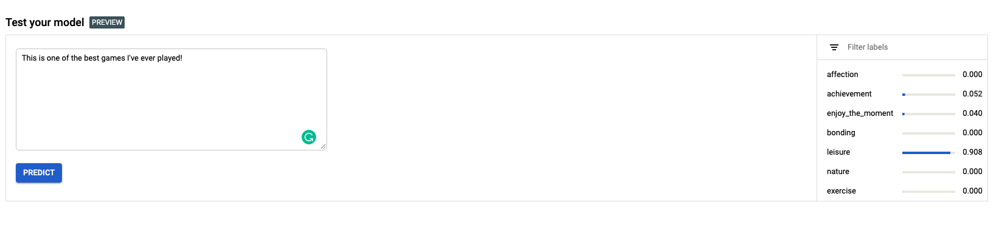 Test your model PREVIEW
This is one of the best games I've ever played!
PREDICT
Filter labels
affection 0.000
achievement 0.052
enjoy_the_moment 0.040
bonding 0.000
leisure 0.908
nature 0.000
exercise 0.000